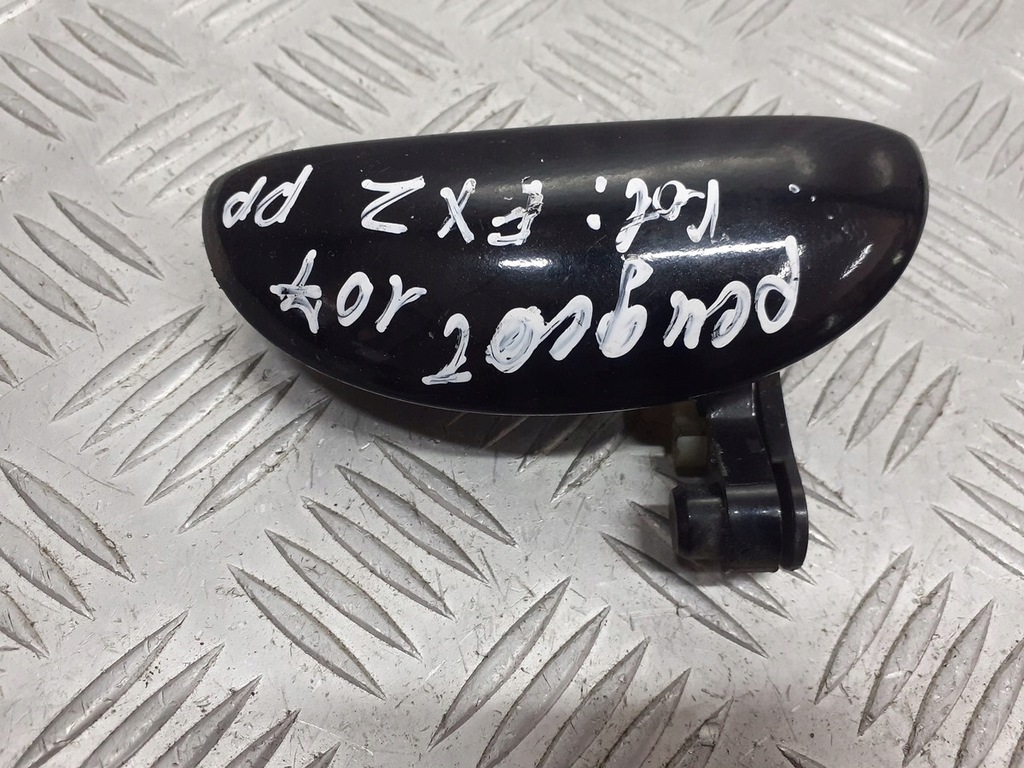 peugeot 107
kol: EXZ
pp